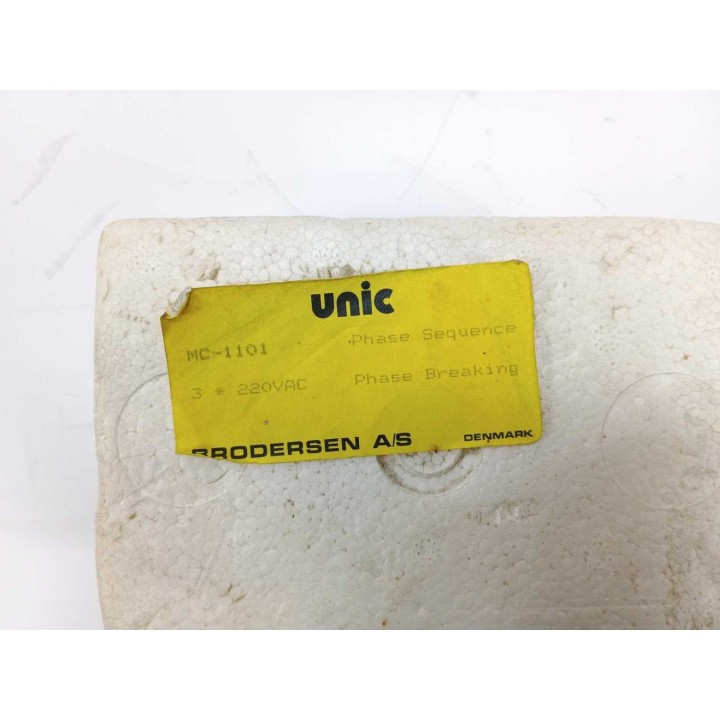 unic
MC-1101 Phase Sequence
3 * 220VAC Phase Breaking
*
BRODERSEN A/S DENMARK